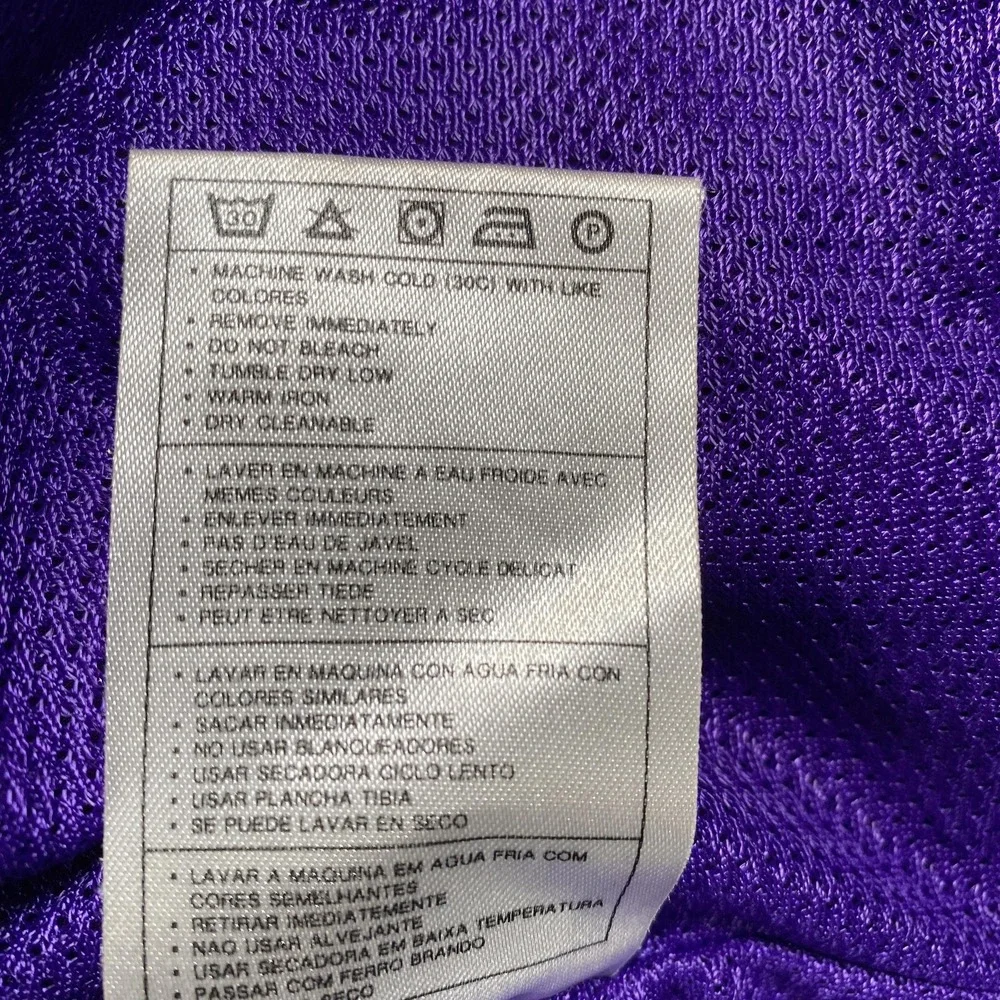 30 P
• MACHINE WASH COLD (30C) WITH LIKE
COLORES
• REMOVE IMMEDIATELY
• DO NOT BLEACH
• TUMBLE DRY LOW
• WARM IRON
• DRY CLEANABLE
• LAVER EN MACHINE A EAU FROIDE AVEC
MEMES COULEURS
• ENLEVER IMMEDIATEMENT
• PAS D'EAU DE JAVEL
• SECHER EN MACHINE CYCLE DELICAT
• REPASSER TIEDE
• PEUT ETRE NETTOYER A SEC
• LAVAR EN MAQUINA CON AGUA FRIA CON
COLORES SIMILARES
• SACAR INMEDIATAMENTE
• NO USAR BLANQUEADORES
• USAR SECADORA CICLO LENTO
• USAR PLANCHA TIBIA
• SE PUEDE LAVAR EN SECO
• LAVAR A MAQUINA EM AGUA FRIA COM
CORES SEMELHANTES
• RETIRAR IMEDIATEMENTE
• NAO USAR ALVEJANTE
• USAR SECADORA EM BAIXA TEMPERATURA
• PASSAR COM FERRO BRANDO
SECO